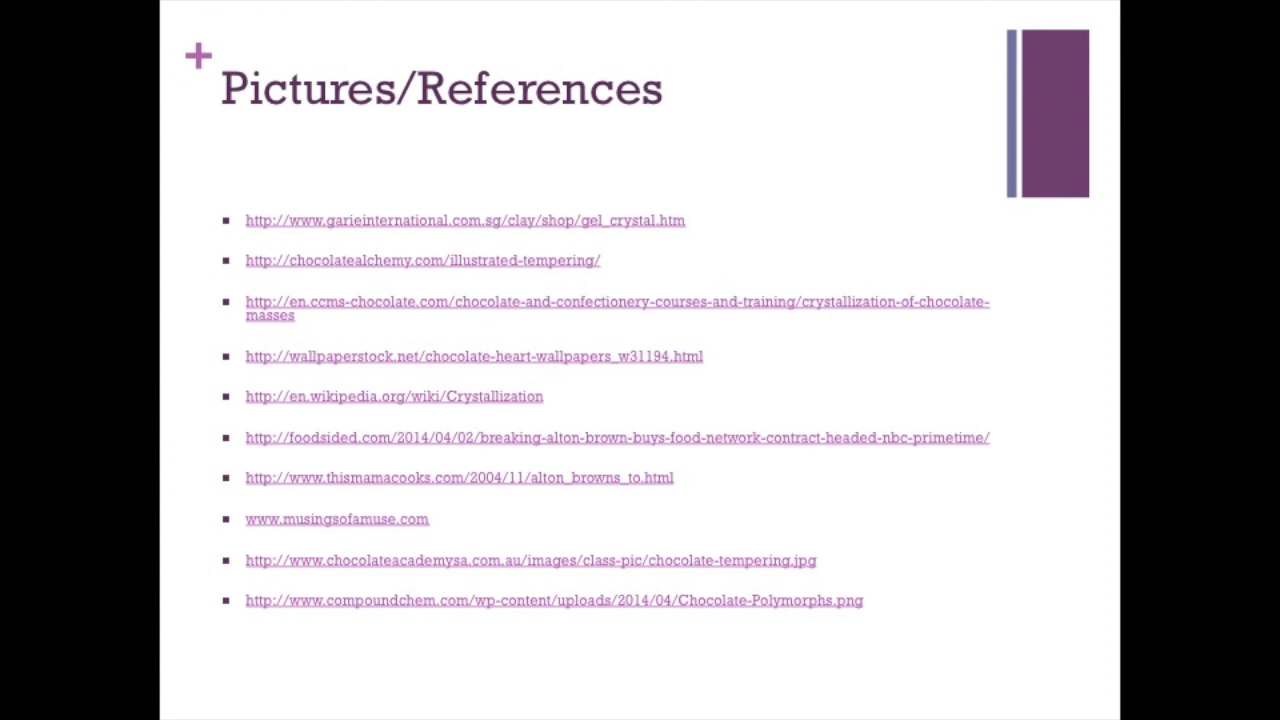 +
Pictures/References
http://www.garieinternational.com.sg/clay/shop/gel_crystal.htm
http://chocolatealchemy.com/illustrated-tempering/
http://en.ccms-chocolate.com/chocolate-and-confectionery-courses-and-training/crystallization-of-chocolate-
masses
http://wallpaperstock.net/chocolate-heart-wallpapers_w31194.html
http://en.wikipedia.org/wiki/Crystallization
http://foodsided.com/2014/04/02/breaking-alton-brown-buys-food-network-contract-headed-nbc-primetime/
http://www.thismamacooks.com/2004/11/alton_browns_to.html
www.musingsofamuse.com
http://www.chocolateacademysa.com.au/images/class-pic/chocolate-tempering.jpg
http://www.compoundchem.com/wp-content/uploads/2014/04/Chocolate-Polymorphs.png